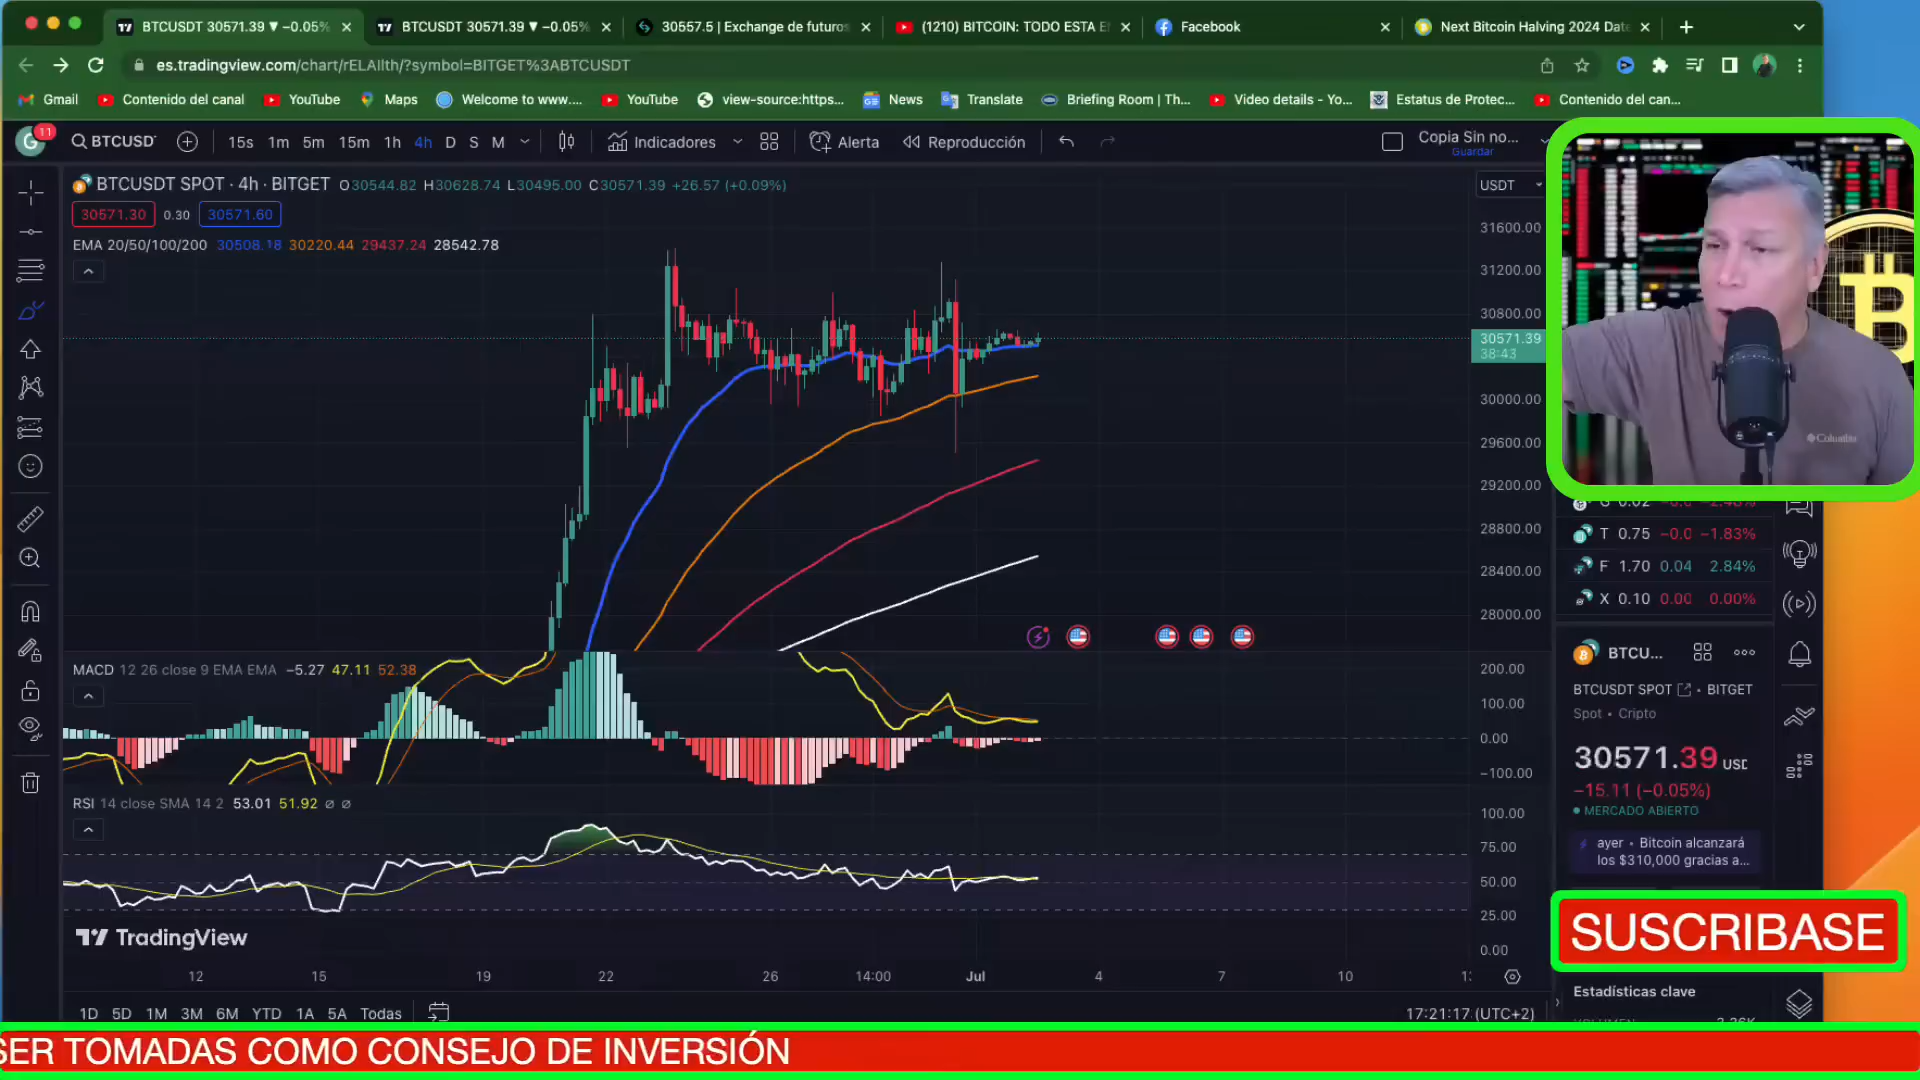 BTCUSDT 30571.39 ▼ −0.05%
BTCUSDT 30571.39 ▼ −0.05%
30557.5 | Exchange de futuros
(1210) BITCOIN: TODO ESTA E
Facebook
Next Bitcoin Halving 2024 Date
es.tradingview.com/chart/rELAIlth/?symbol=BITGET%3ABTCUSDT
Gmail
Contenido del canal
YouTube
Maps
Welcome to www....
YouTube
view-source:https...
News
Translate
Briefing Room | Th...
Video details - Yo...
Estatus de Protec...
Contenido del can...
G 11
BTCUSD
15s 1m 5m 15m 1h 4h D S M
Indicadores
Alerta
Reproducción
Copia Sin no...
Guardar
BTCUSDT SPOT · 4h · BITGET O30544.82 H30628.74 L30495.00 C30571.39 +26.57 (+0.09%)
USDT
30571.30 0.30 30571.60
EMA 20/50/100/200 30508.18 30220.44 29437.24 28542.78
31600.00
31200.00
30800.00
30571.39
38:43
30000.00
29600.00
29200.00
28800.00
28400.00
28000.00
Columbia
T 0.75 −0.0 −1.83%
F 1.70 0.04 2.84%
X 0.10 0.00 0.00%
MACD 12 26 close 9 EMA EMA −5.27 47.11 52.38
200.00
100.00
0.00
−100.00
BTCU...
BTCUSDT SPOT • BITGET
Spot • Cripto
30571.39
−15.11 (−0.05%)
MERCADO ABIERTO
ayer • Bitcoin alcanzará
los $310,000 gracias a...
RSI 14 close SMA 14 2 53.01 51.92 ∅ ∅
100.00
75.00
50.00
25.00
0.00
TradingView
SUSCRIBASE
12 15 19 22 26 14:00 Jul 4 7 10
Estadísticas clave
1D 5D 1M 3M 6M YTD 1A 5A Todas
17:21:17 (UTC+2)
SER TOMADAS COMO CONSEJO DE INVERSIÓN